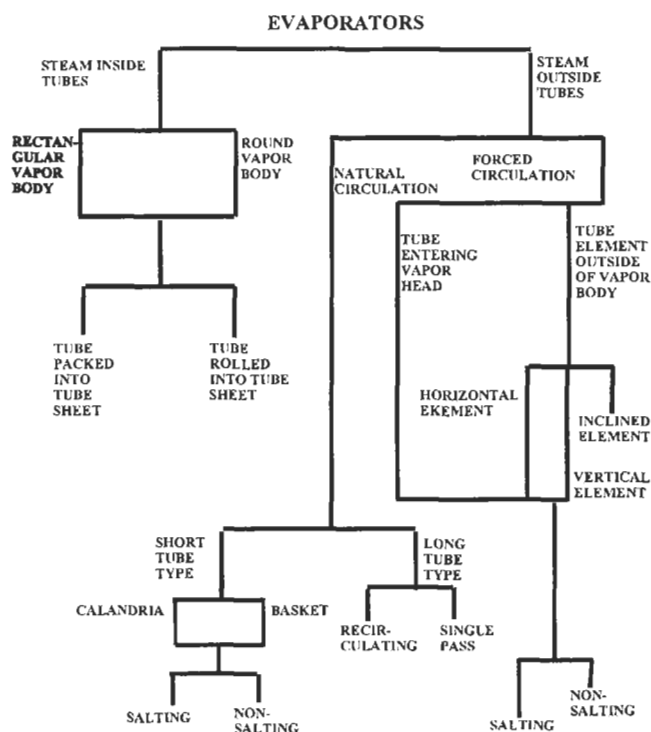 EVAPORATORS
STEAM INSIDE
TUBES
STEAM
OUTSIDE
TUBES
RECTAN-
GULAR
VAPOR
BODY
ROUND
VAPOR
BODY
NATURAL
CIRCULATION
FORCED
CIRCULATION
TUBE
ENTERING
VAPOR
HEAD
TUBE
ELEMENT
OUTSIDE
OF VAPOR
BODY
TUBE
PACKED
INTO
TUBE
SHEET
TUBE
ROLLED
INTO TUBE
SHEET
HORIZONTAL
EKEMENT
INCLINED
ELEMENT
VERTICAL
ELEMENT
SHORT
TUBE
TYPE
LONG
TUBE
TYPE
CALANDRIA
BASKET
RECIR-
CULATING
SINGLE
PASS
SALTING
NON-
SALTING
SALTING
NON-
SALTING